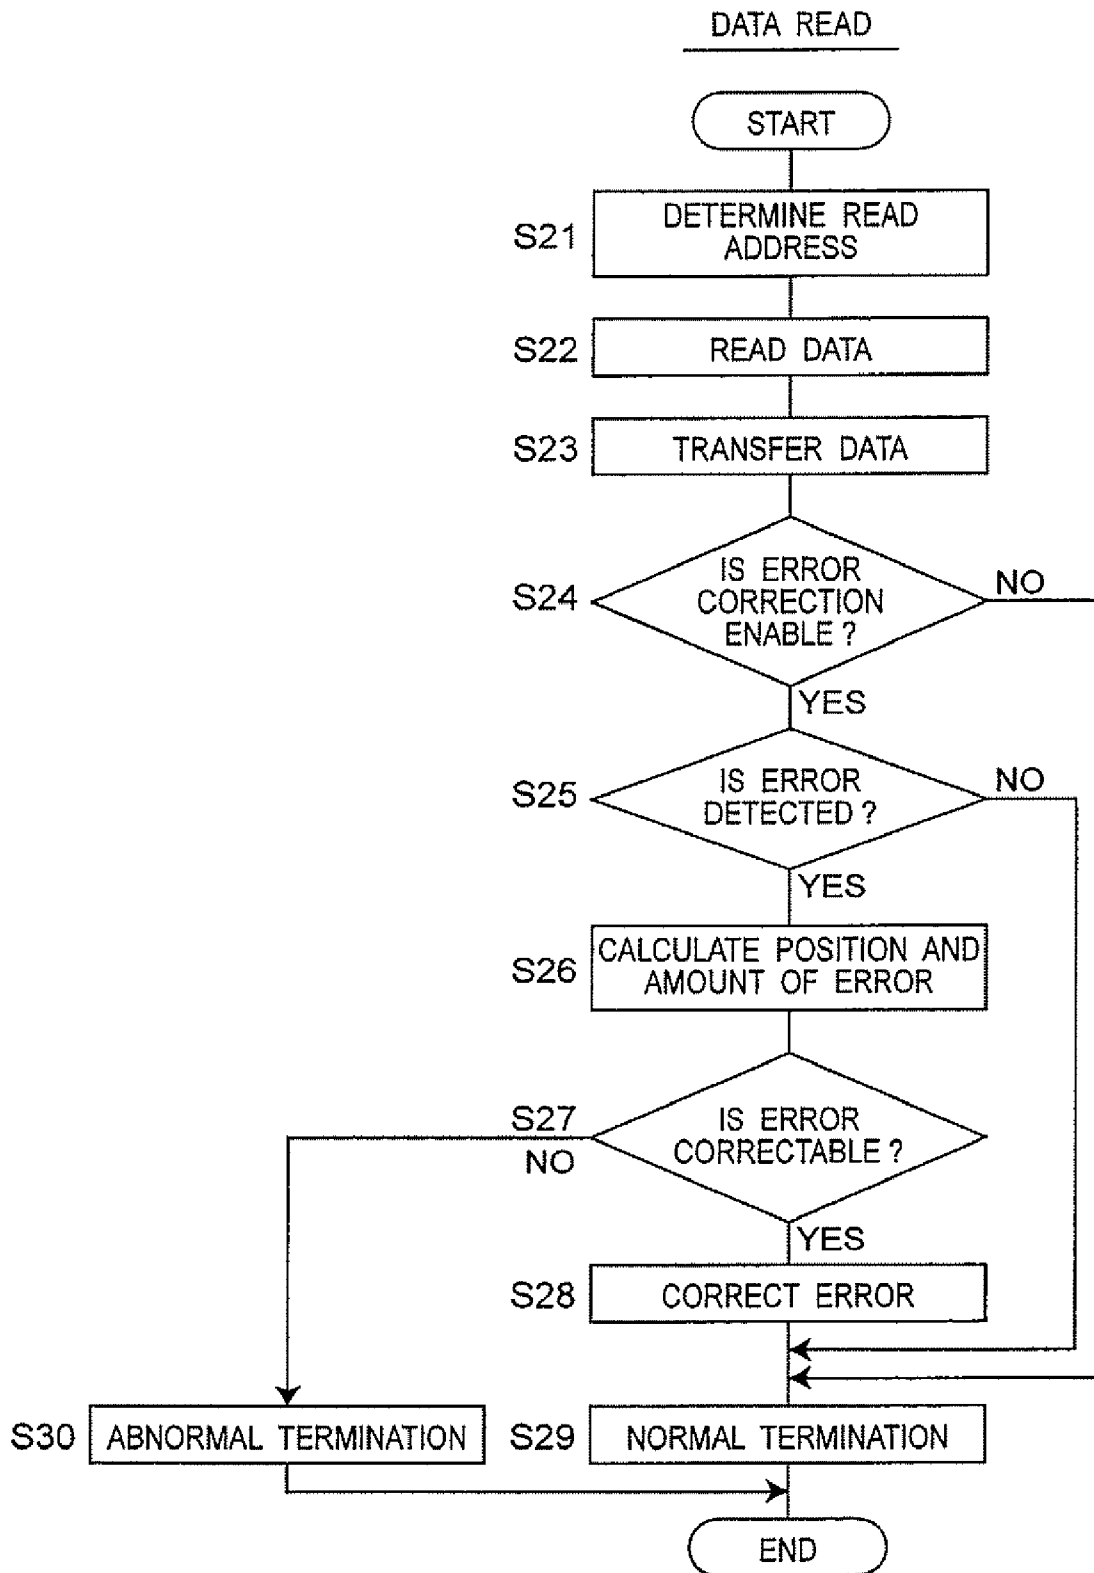 DATA READ
START
S21
DETERMINE READ
ADDRESS
S22
READ DATA
S23
TRANSFER DATA
S24
IS ERROR
CORRECTION
ENABLE ?
NO
YES
S25
IS ERROR
DETECTED ?
NO
YES
S26
CALCULATE POSITION AND
AMOUNT OF ERROR
S27
IS ERROR
CORRECTABLE ?
NO
YES
S28
CORRECT ERROR
S30
ABNORMAL TERMINATION
S29
NORMAL TERMINATION
END